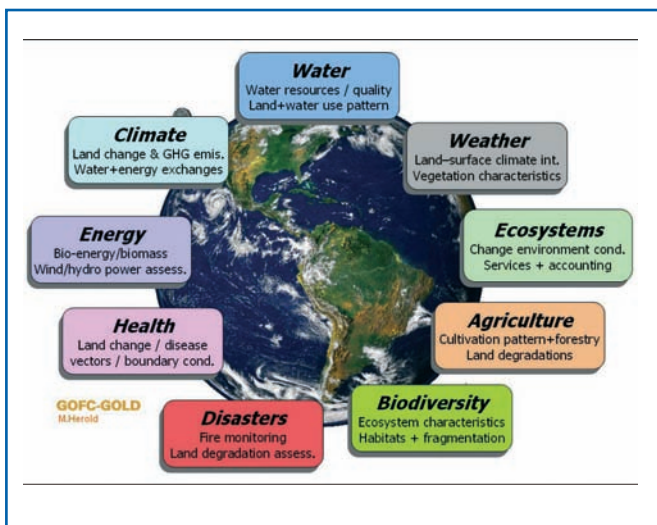 Water
Water resources / quality
Land+water use pattern
Climate
Land change & GHG emis.
Water+energy exchanges
Weather
Land-surface climate int.
Vegetation characteristics
Energy
Bio-energy/biomass
Wind/hydro power assess.
Ecosystems
Change environment cond.
Services + accounting
Health
Land change / disease
vectors / boundary cond.
Agriculture
Cultivation pattern+forestry
Land degradations
GOFC-GOLD
M.Herold
Disasters
Fire monitoring
Land degradation assess.
Biodiversity
Ecosystem characteristics
Habitats + fragmentation